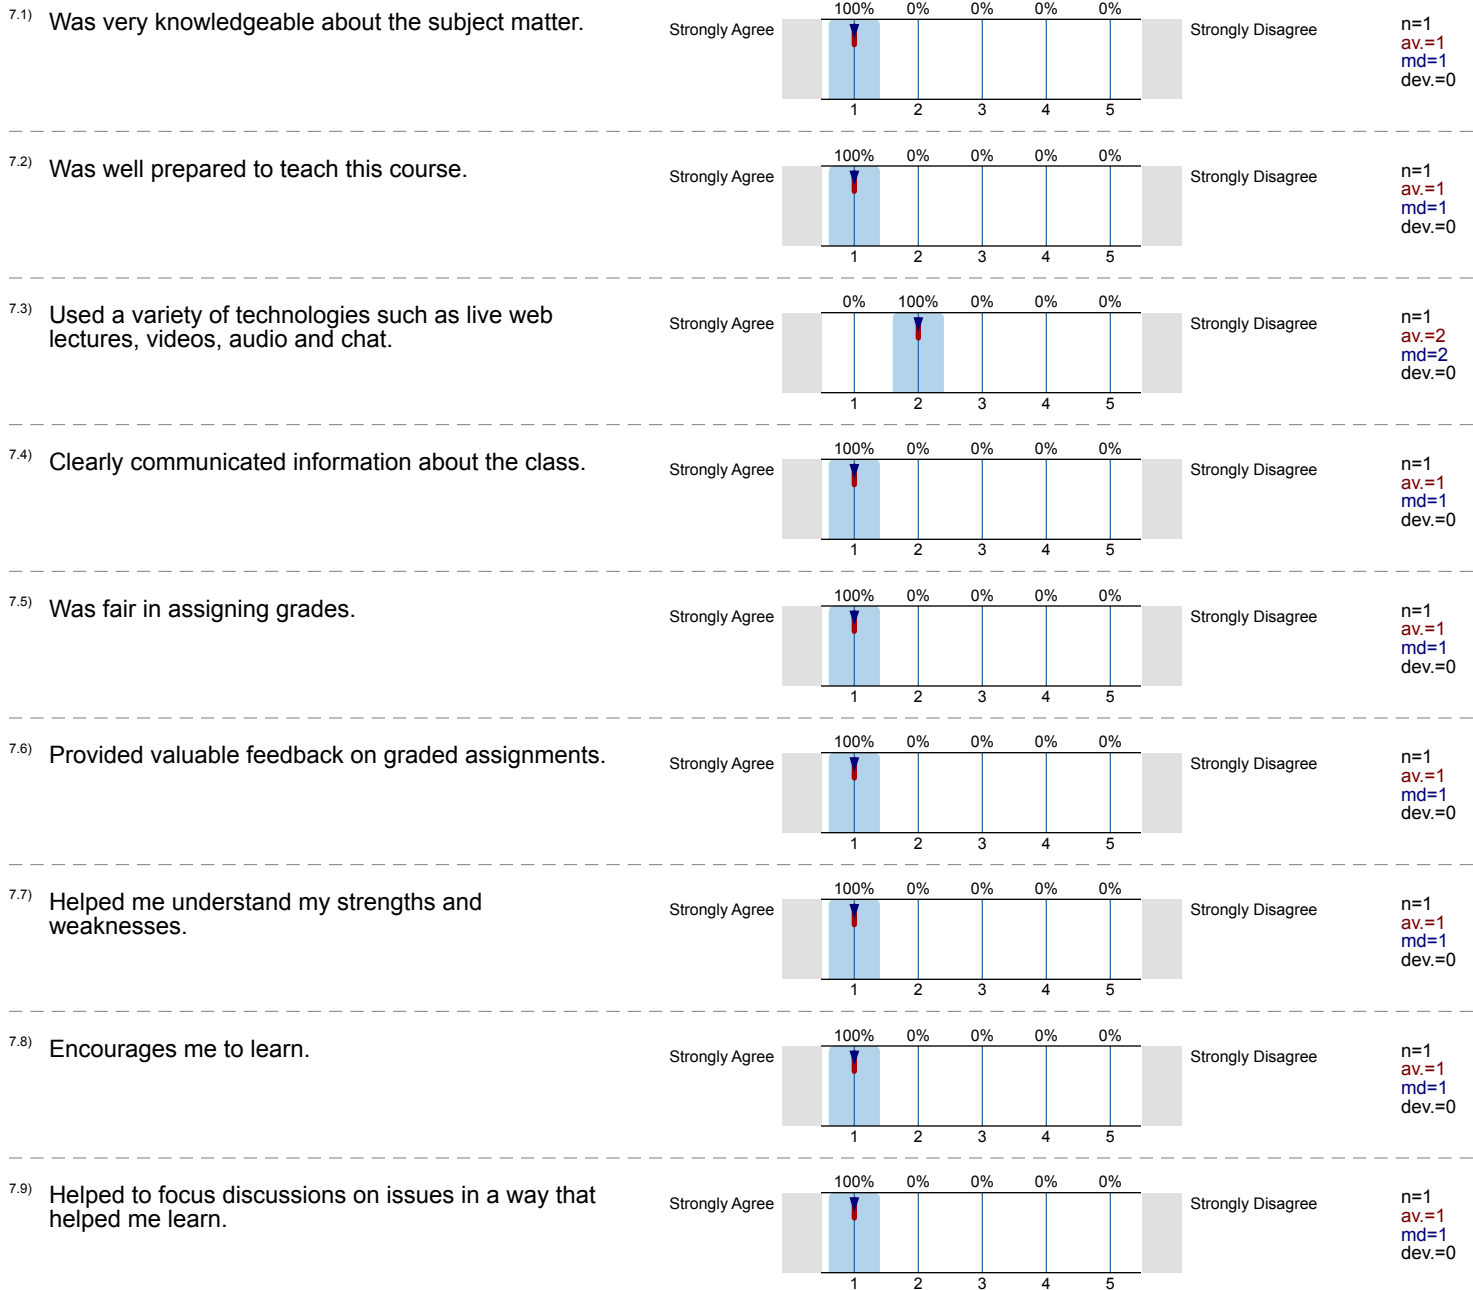 7.1) Was very knowledgeable about the subject matter.
100% 0% 0% 0% 0%
Strongly Agree Strongly Disagree
1 2 3 4 5
n=1
av.=1
md=1
dev.=0
7.2) Was well prepared to teach this course.
100% 0% 0% 0% 0%
Strongly Agree Strongly Disagree
1 2 3 4 5
n=1
av.=1
md=1
dev.=0
7.3) Used a variety of technologies such as live web
lectures, videos, audio and chat.
0% 100% 0% 0% 0%
Strongly Agree Strongly Disagree
1 2 3 4 5
n=1
av.=2
md=2
dev.=0
7.4) Clearly communicated information about the class.
100% 0% 0% 0% 0%
Strongly Agree Strongly Disagree
1 2 3 4 5
n=1
av.=1
md=1
dev.=0
7.5) Was fair in assigning grades.
100% 0% 0% 0% 0%
Strongly Agree Strongly Disagree
1 2 3 4 5
n=1
av.=1
md=1
dev.=0
7.6) Provided valuable feedback on graded assignments.
100% 0% 0% 0% 0%
Strongly Agree Strongly Disagree
1 2 3 4 5
n=1
av.=1
md=1
dev.=0
7.7) Helped me understand my strengths and
weaknesses.
100% 0% 0% 0% 0%
Strongly Agree Strongly Disagree
1 2 3 4 5
n=1
av.=1
md=1
dev.=0
7.8) Encourages me to learn.
100% 0% 0% 0% 0%
Strongly Agree Strongly Disagree
1 2 3 4 5
n=1
av.=1
md=1
dev.=0
7.9) Helped to focus discussions on issues in a way that
helped me learn.
100% 0% 0% 0% 0%
Strongly Agree Strongly Disagree
1 2 3 4 5
n=1
av.=1
md=1
dev.=0